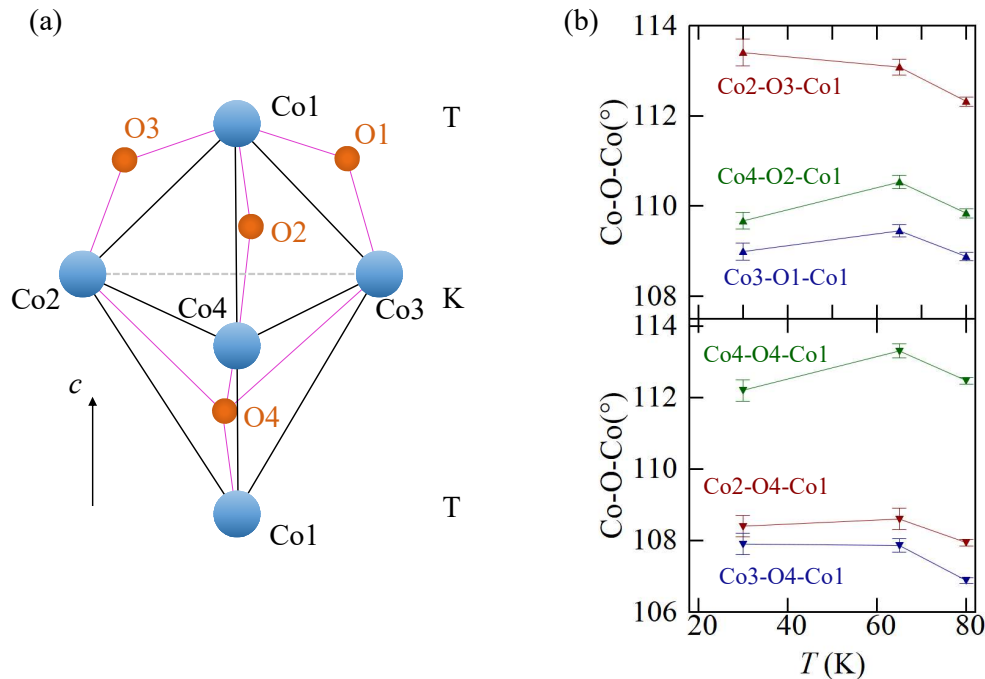 (a)
Co1
T
O3
O1
O2
Co2
Co4
Co3
K
c
O4
T
Co1
(b)
114
112
110
108
Co-O-Co(°)
Co2-O3-Co1
Co4-O2-Co1
Co3-O1-Co1
114
112
110
108
106
Co-O-Co(°)
Co4-O4-Co1
Co2-O4-Co1
Co3-O4-Co1
20
40
60
80
T (K)